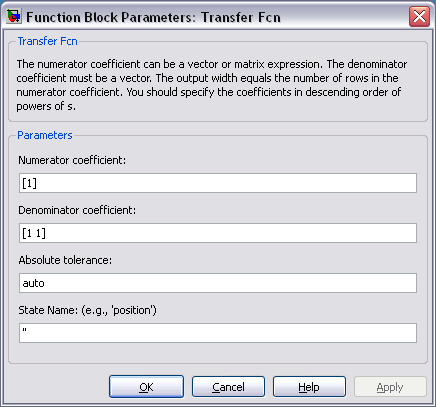 Function Block Parameters: Transfer Fcn
Transfer Fcn
The numerator coefficient can be a vector or matrix expression. The denominator
coefficient must be a vector. The output width equals the number of rows in the
numerator coefficient. You should specify the coefficients in descending order of
powers of s.
Parameters
Numerator coefficient:
[1]
Denominator coefficient:
[1 1]
Absolute tolerance:
auto
State Name: (e.g., 'position')
''
OK Cancel Help Apply